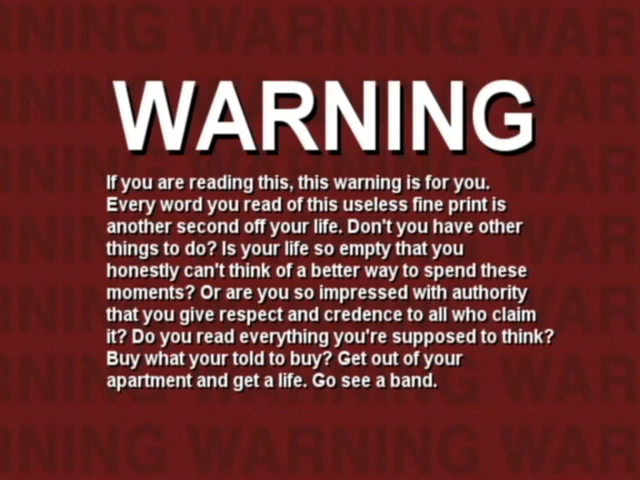 WARNING
If you are reading this, this warning is for you.
Every word you read of this useless fine print is
another second off your life. Don't you have other
things to do? Is your life so empty that you
honestly can't think of a better way to spend these
moments? Or are you so impressed with authority
that you give respect and credence to all who claim
it? Do you read everything you're supposed to think?
Buy what your told to buy? Get out of your
apartment and get a life. Go see a band.